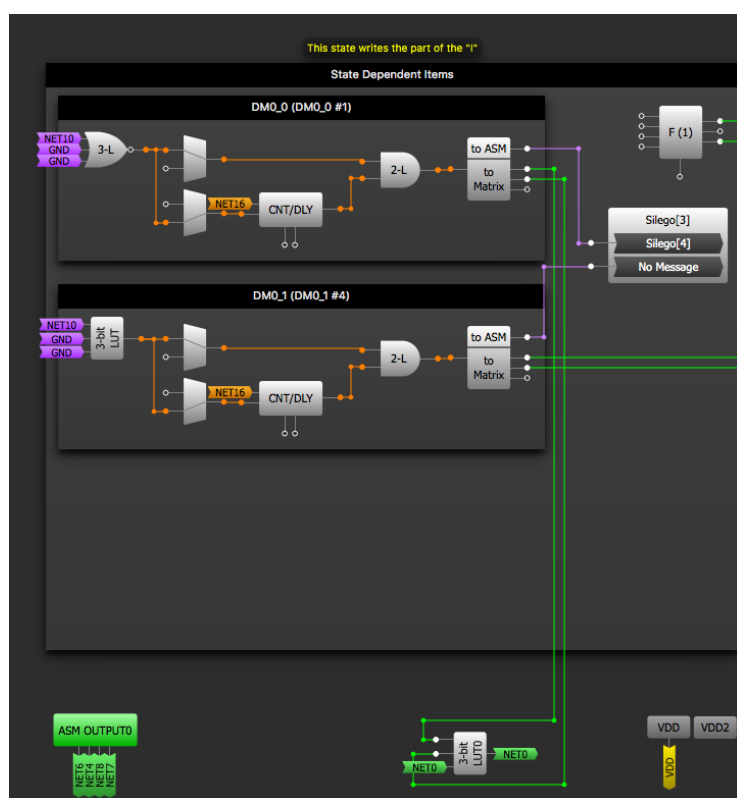 This state writes the part of the "I"
State Dependent Items
DM0_0 (DM0_0 #1)
NET10
GND
GND
3-L
NET16
CNT/DLY
2-L
to ASM
to
Matrix
F (1)
Silego[3]
Silego[4]
No Message
DM0_1 (DM0_1 #4)
NET10
GND
GND
3-bit
LUT
NET16
CNT/DLY
2-L
to ASM
to
Matrix
ASM OUTPUT0
NET6
NET4
NET8
NET7
3-bit
LUT0
NET0
NET0
VDD
VDD2
VDD